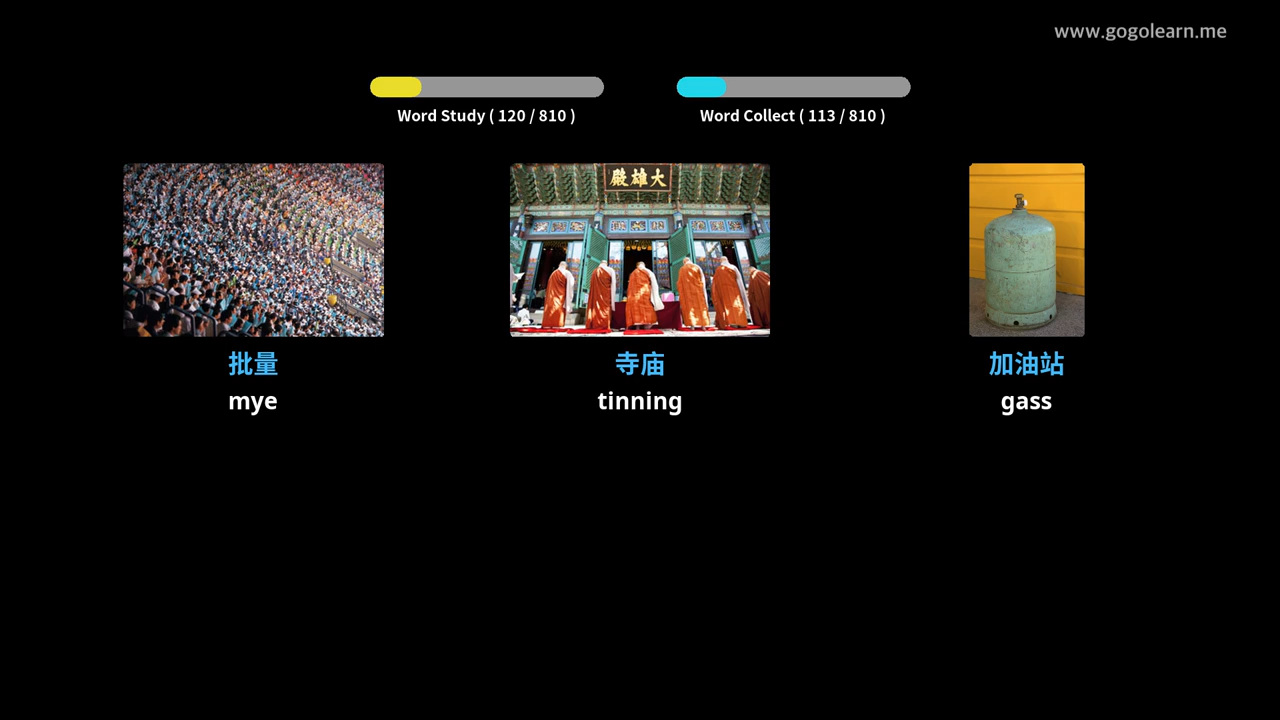 www.gogolearn.me
Word Study ( 120 / 810 )
Word Collect ( 113 / 810 )
大雄殿
批量
寺庙
加油站
mye
tinning
gass